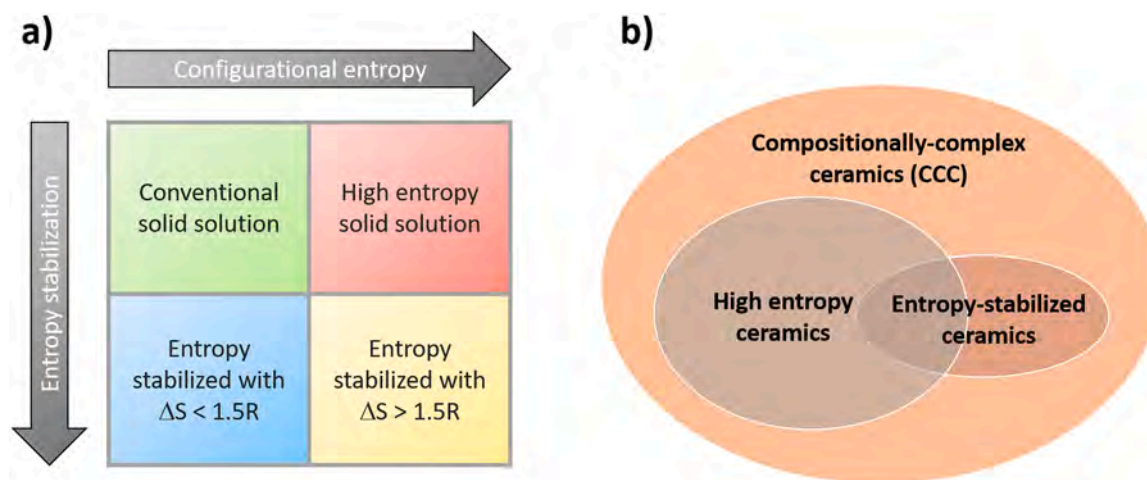 a)
Configurational entropy
Entropy stabilization
Conventional
solid solution
High entropy
solid solution
Entropy
stabilized with
ΔS < 1.5R
Entropy
stabilized with
ΔS > 1.5R
b)
Compositionally-complex
ceramics (CCC)
High entropy
ceramics
Entropy-stabilized
ceramics